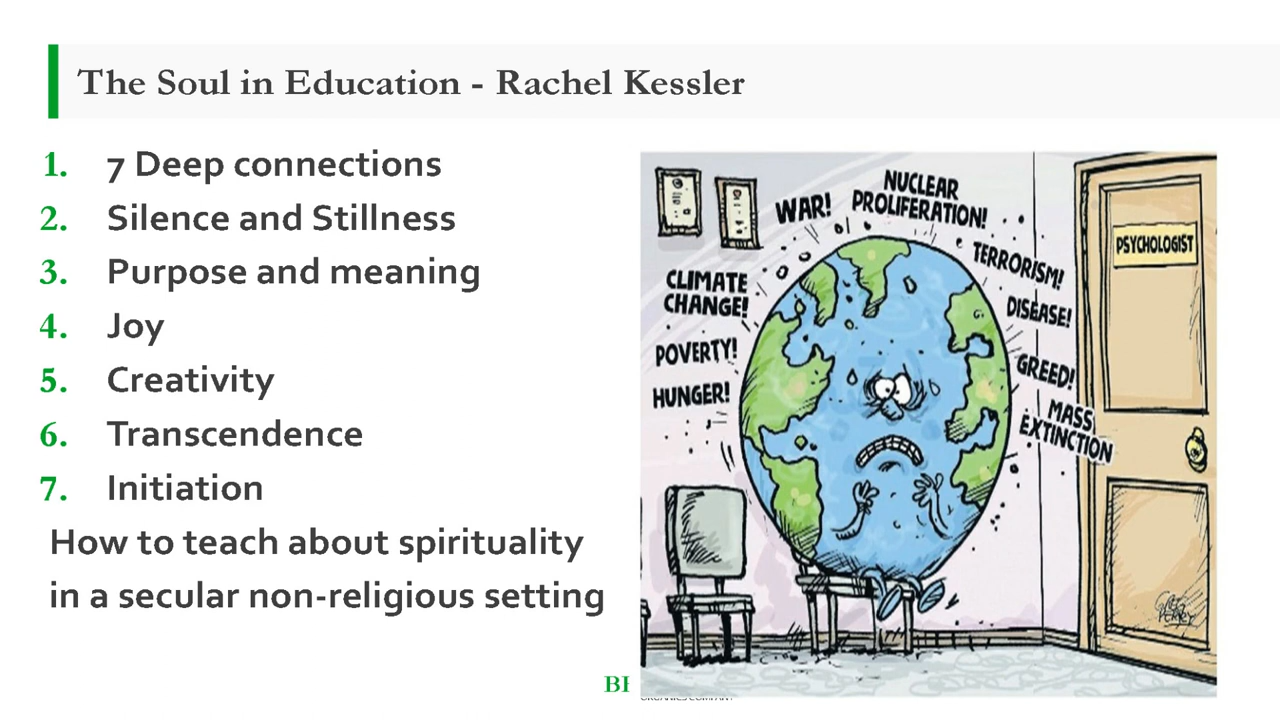 The Soul in Education - Rachel Kessler
1. 7 Deep connections
2. Silence and Stillness
3. Purpose and meaning
4. Joy
5. Creativity
6. Transcendence
7. Initiation
How to teach about spirituality
in a secular non-religious setting
WAR!
NUCLEAR
PROLIFERATION!
TERRORISM!
CLIMATE
CHANGE!
DISEASE!
POVERTY!
GREED!
HUNGER!
MASS
EXTINCTION
PSYCHOLOGIST